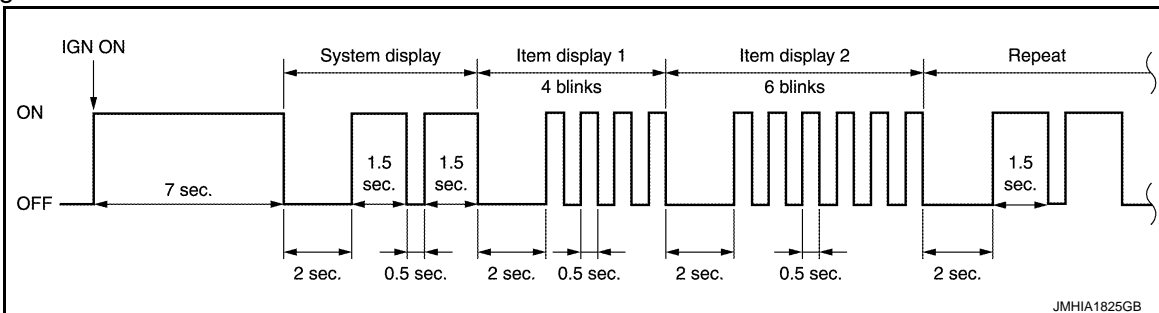 IGN ON
System display
Item display 1
Item display 2
Repeat
4 blinks
6 blinks
ON
1.5 sec.
1.5 sec.
1.5 sec.
7 sec.
OFF
2 sec.
0.5 sec.
2 sec.
0.5 sec.
2 sec.
0.5 sec.
2 sec.
JMHIA1825GB